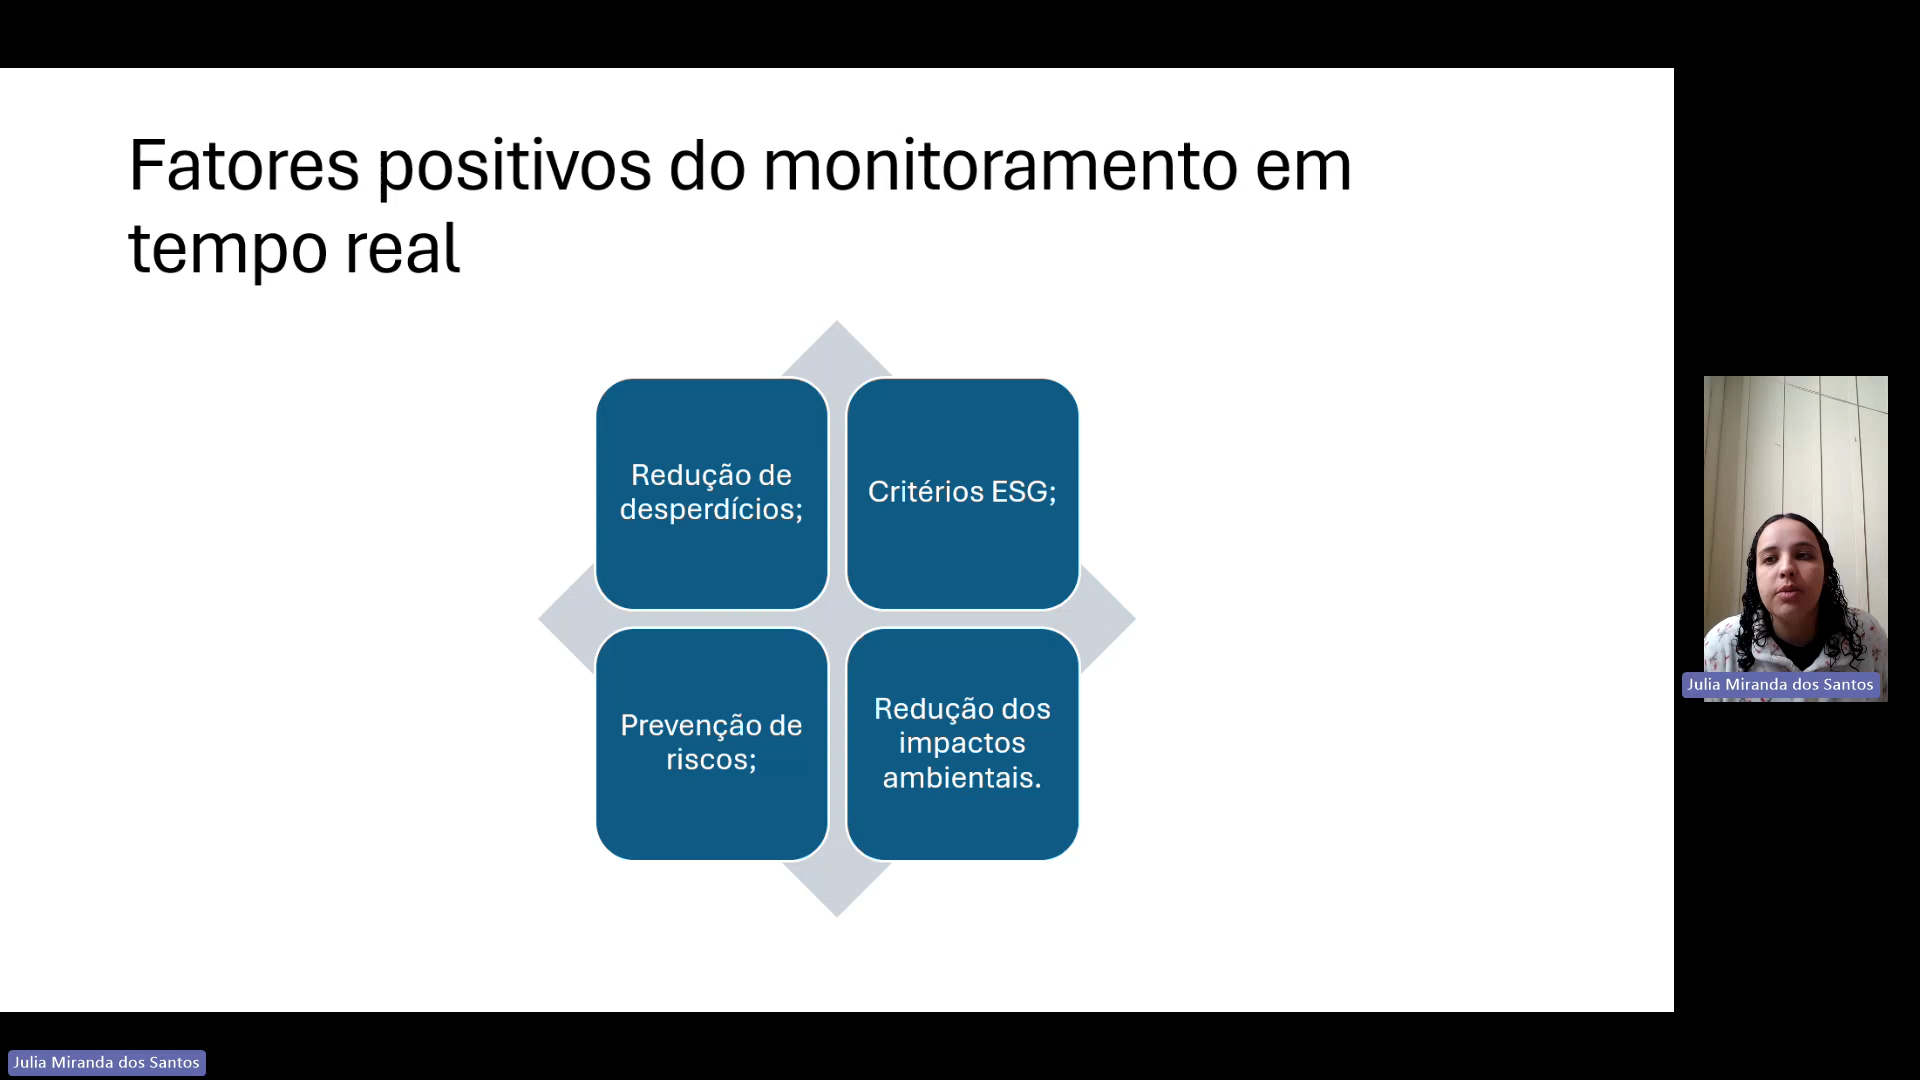 Fatores positivos do monitoramento em
tempo real
Redução de
desperdícios;
Critérios ESG;
Prevenção de
riscos;
Redução dos
impactos
ambientais.
Julia Miranda dos Santos
Julia Miranda dos Santos